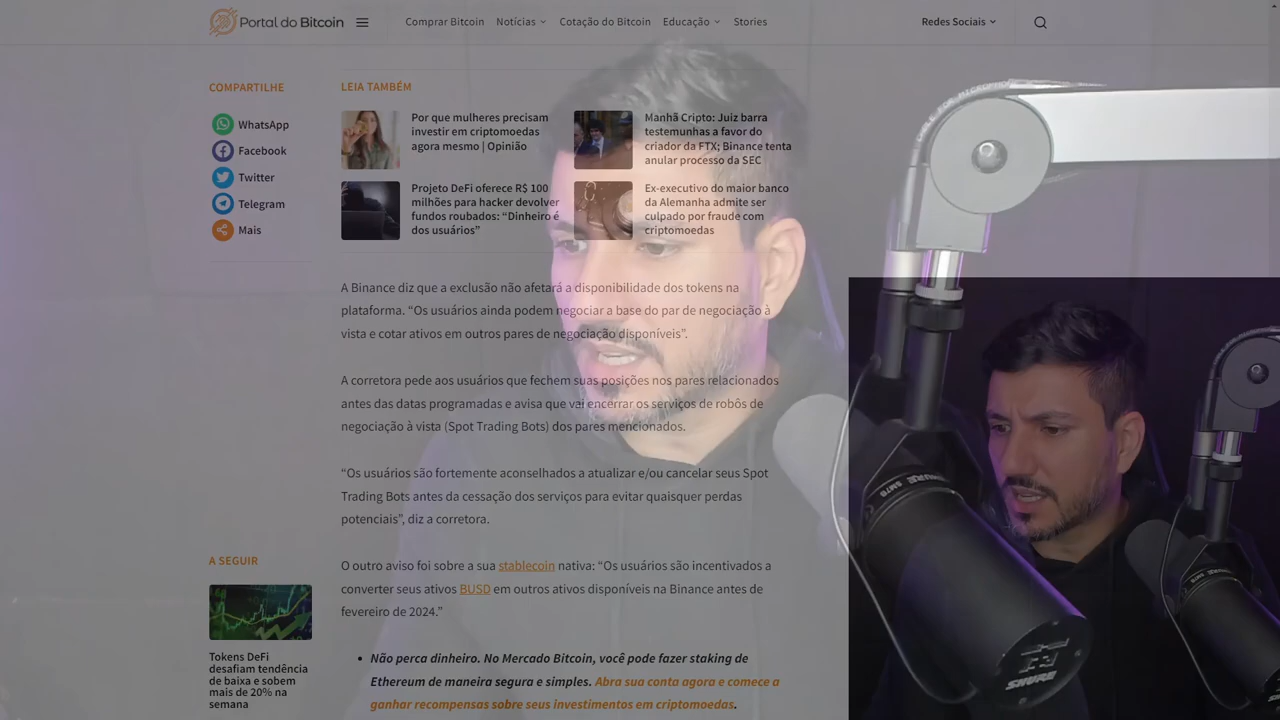 Portal do Bitcoin
Comprar Bitcoin
Notícias
Cotação do Bitcoin
Educação
Stories
Redes Sociais
COMPARTILHE
WhatsApp
Facebook
Twitter
Telegram
Mais
LEIA TAMBÉM
Por que mulheres precisam
investir em criptomoedas
agora mesmo | Opinião
Manhã Cripto: Juiz barra
testemunhas a favor do
criador da FTX; Binance tenta
anular processo da SEC
Projeto DeFi oferece R$ 100
milhões para hacker devolver
fundos roubados: “Dinheiro é
dos usuários”
Ex-executivo do maior banco
da Alemanha admite ser
culpado por fraude com
criptomoedas
A Binance diz que a exclusão não afetará a disponibilidade dos tokens na
plataforma. “Os usuários ainda podem negociar a base do par de negociação à
vista e cotar ativos em outros pares de negociação disponíveis”.
A corretora pede aos usuários que fechem suas posições nos pares relacionados
antes das datas programadas e avisa que vai encerrar os serviços de robôs de
negociação à vista (Spot Trading Bots) dos pares mencionados.
“Os usuários são fortemente aconselhados a atualizar e/ou cancelar seus Spot
Trading Bots antes da cessação dos serviços para evitar quaisquer perdas
potenciais”, diz a corretora.
O outro aviso foi sobre a sua stablecoin nativa: “Os usuários são incentivados a
converter seus ativos BUSD em outros ativos disponíveis na Binance antes de
fevereiro de 2024.”
• Não perca dinheiro. No Mercado Bitcoin, você pode fazer staking de
Ethereum de maneira segura e simples. Abra sua conta agora e comece a
ganhar recompensas sobre seus investimentos em criptomoedas.
A SEGUIR
Tokens DeFi
desafiam tendência
de baixa e sobem
mais de 20% na
semana
SHURE
SM7B
SHURE